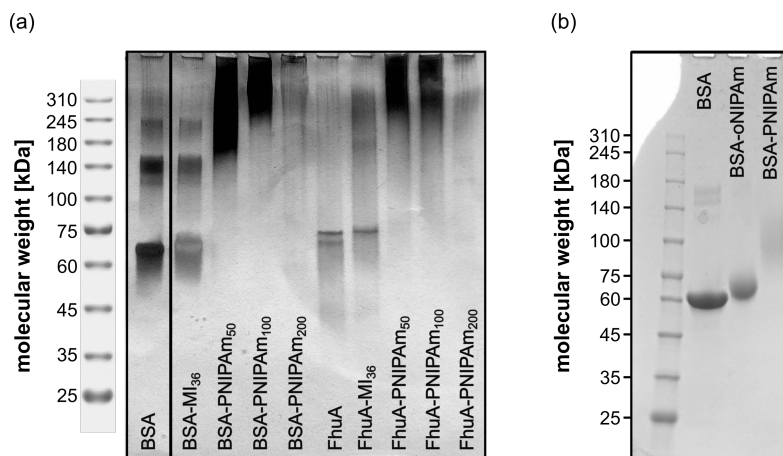 (a)
molecular weight [kDa]
310
245
180
140
100
75
60
45
35
25
BSA
BSA-MI₃₆
BSA-PNIPAm₅₀
BSA-PNIPAm₁₀₀
BSA-PNIPAm₂₀₀
FhuA
FhuA-MI₃₆
FhuA-PNIPAm₅₀
FhuA-PNIPAm₁₀₀
FhuA-PNIPAm₂₀₀
(b)
molecular weight [kDa]
310
245
180
140
100
75
60
45
35
25
BSA
BSA-oNIPAm
BSA-PNIPAm